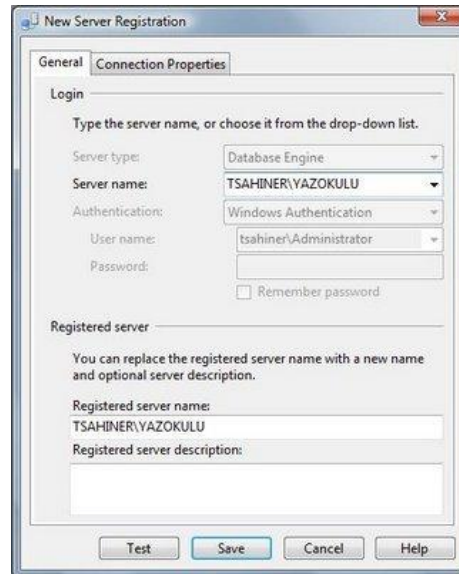 New Server Registration
General
Connection Properties
Login
Type the server name, or choose it from the drop-down list.
Server type:
Database Engine
Server name:
TSAHINER\YAZOKULU
Authentication:
Windows Authentication
User name:
tsahiner\Administrator
Password:
Remember password
Registered server
You can replace the registered server name with a new name
and optional server description.
Registered server name:
TSAHINER\YAZOKULU
Registered server description:
Test
Save
Cancel
Help